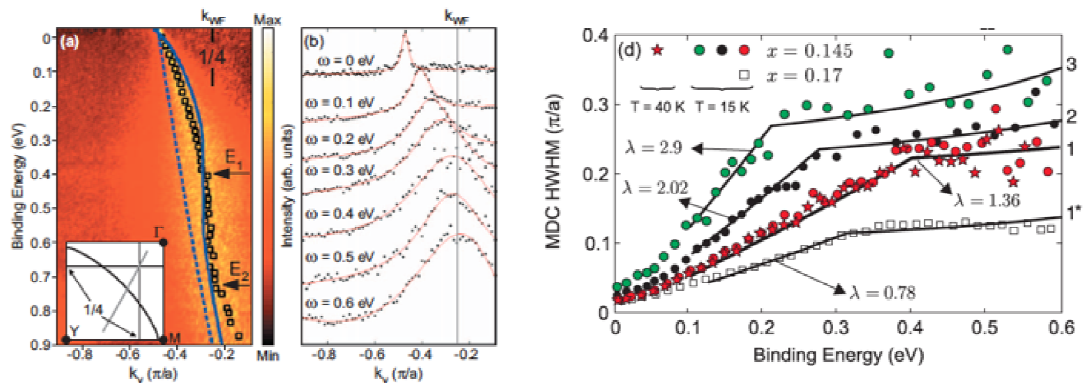 k_WF
(a)
1/4
0
0.1
0.2
0.3
0.4
0.5
0.6
0.7
0.8
0.9
Binding Energy (eV)
E₁
E₂
Γ
1/4
Y
M
-0.8
-0.6
-0.4
-0.2
kᵧ (π/a)
Max
Min
k_WF
(b)
ω = 0 eV
ω = 0.1 eV
ω = 0.2 eV
ω = 0.3 eV
ω = 0.4 eV
ω = 0.5 eV
ω = 0.6 eV
Intensity (arb. units)
-0.8
-0.6
-0.4
-0.2
kᵧ (π/a)
(d)
x = 0.145
x = 0.17
T = 40 K
T = 15 K
0.4
0.3
0.2
0.1
0
MDC HWHM (π/a)
λ = 2.9
λ = 2.02
λ = 1.36
λ = 0.78
3
2
1
1*
0
0.1
0.2
0.3
0.4
0.5
0.6
Binding Energy (eV)